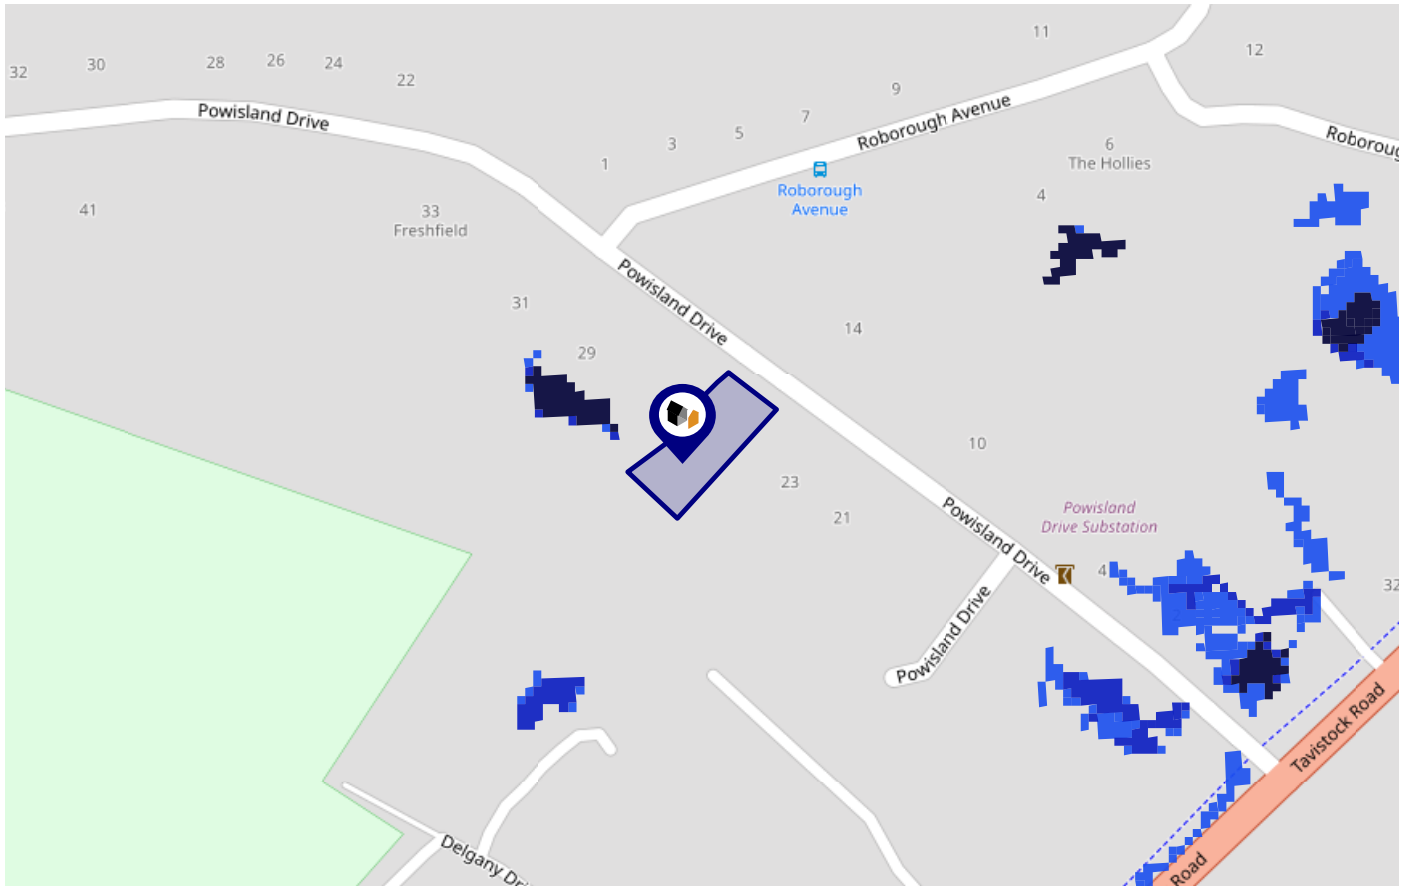 11
12
30
28
26
24
32
22
9
Powisland Drive
7
Roborough Avenue
5
3
1
Roborough
Avenue
Roboroug
6
The Hollies
4
41
33
Freshfield
Powisland Drive
31
14
29
10
23
21
Powisland
Drive Substation
Powisland Drive
4
32
Powisland Drive
Tavistock Road
Delgany Dri
Road